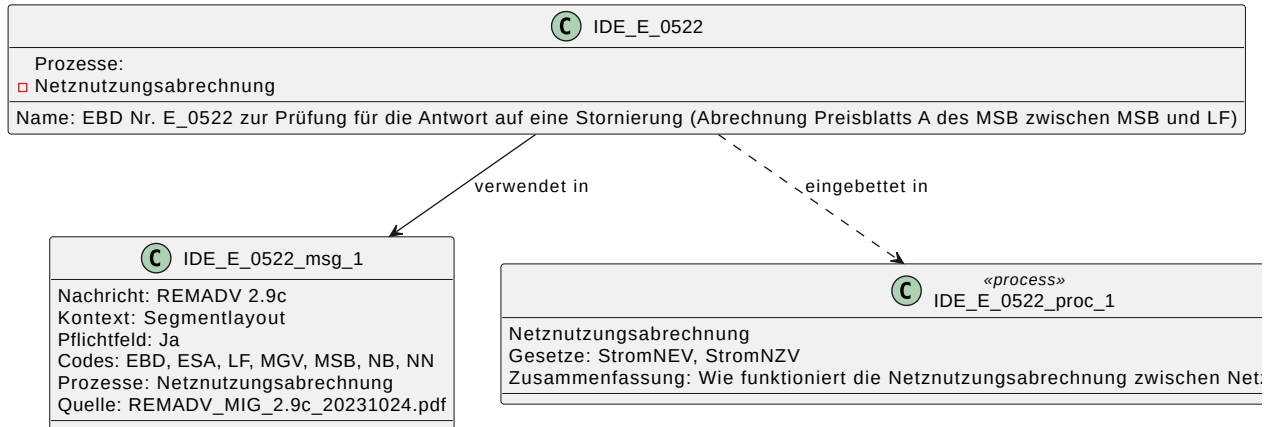 C IDE_E_0522
Prozesse:
Netznutzungsabrechnung
Name: EBD Nr. E_0522 zur Prüfung für die Antwort auf eine Stornierung (Abrechnung Preisblatts A des MSB zwischen MSB und LF)
verwendet in
eingebettet in
C IDE_E_0522_msg_1
Nachricht: REMADV 2.9c
Kontext: Segmentlayout
Pflichtfeld: Ja
Codes: EBD, ESA, LF, MGV, MSB, NB, NN
Prozesse: Netznutzungsabrechnung
Quelle: REMADV_MIG_2.9c_20231024.pdf
«process»
C IDE_E_0522_proc_1
Netznutzungsabrechnung
Gesetze: StromNEV, StromNZV
Zusammenfassung: Wie funktioniert die Netznutzungsabrechnung zwischen Netz